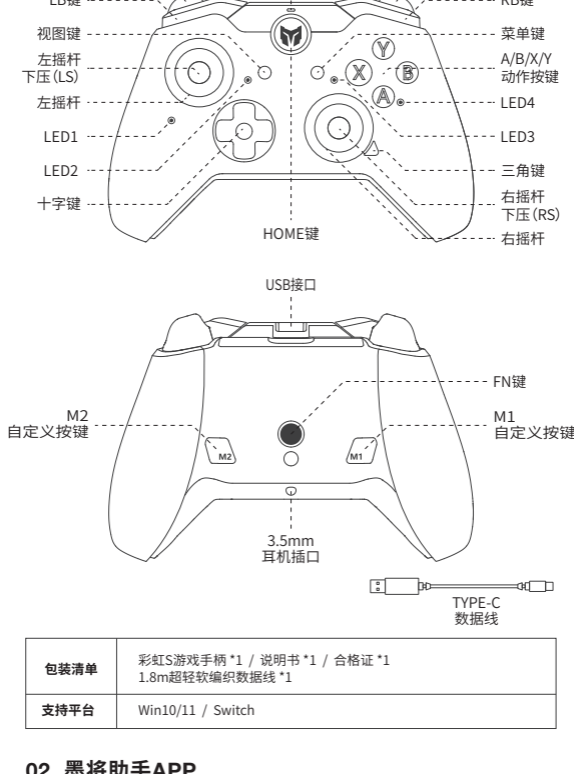 LB键
RB键
视图键
左摇杆
下压(LS)
左摇杆
LED1
LED2
十字键
HOME键
菜单键
Y
X
B
A
A/B/X/Y
动作按键
LED4
LED3
三角键
右摇杆
下压(RS)
右摇杆
USB接口
FN键
M2
自定义按键
M1
自定义按键
M2
M1
3.5mm
耳机插口
TYPE-C
数据线
包装清单
彩虹S游戏手柄 *1 / 说明书 *1 / 合格证 *1
1.8m超轻软编织数据线 *1
支持平台
Win10/11 / Switch
02 墨将助手APP